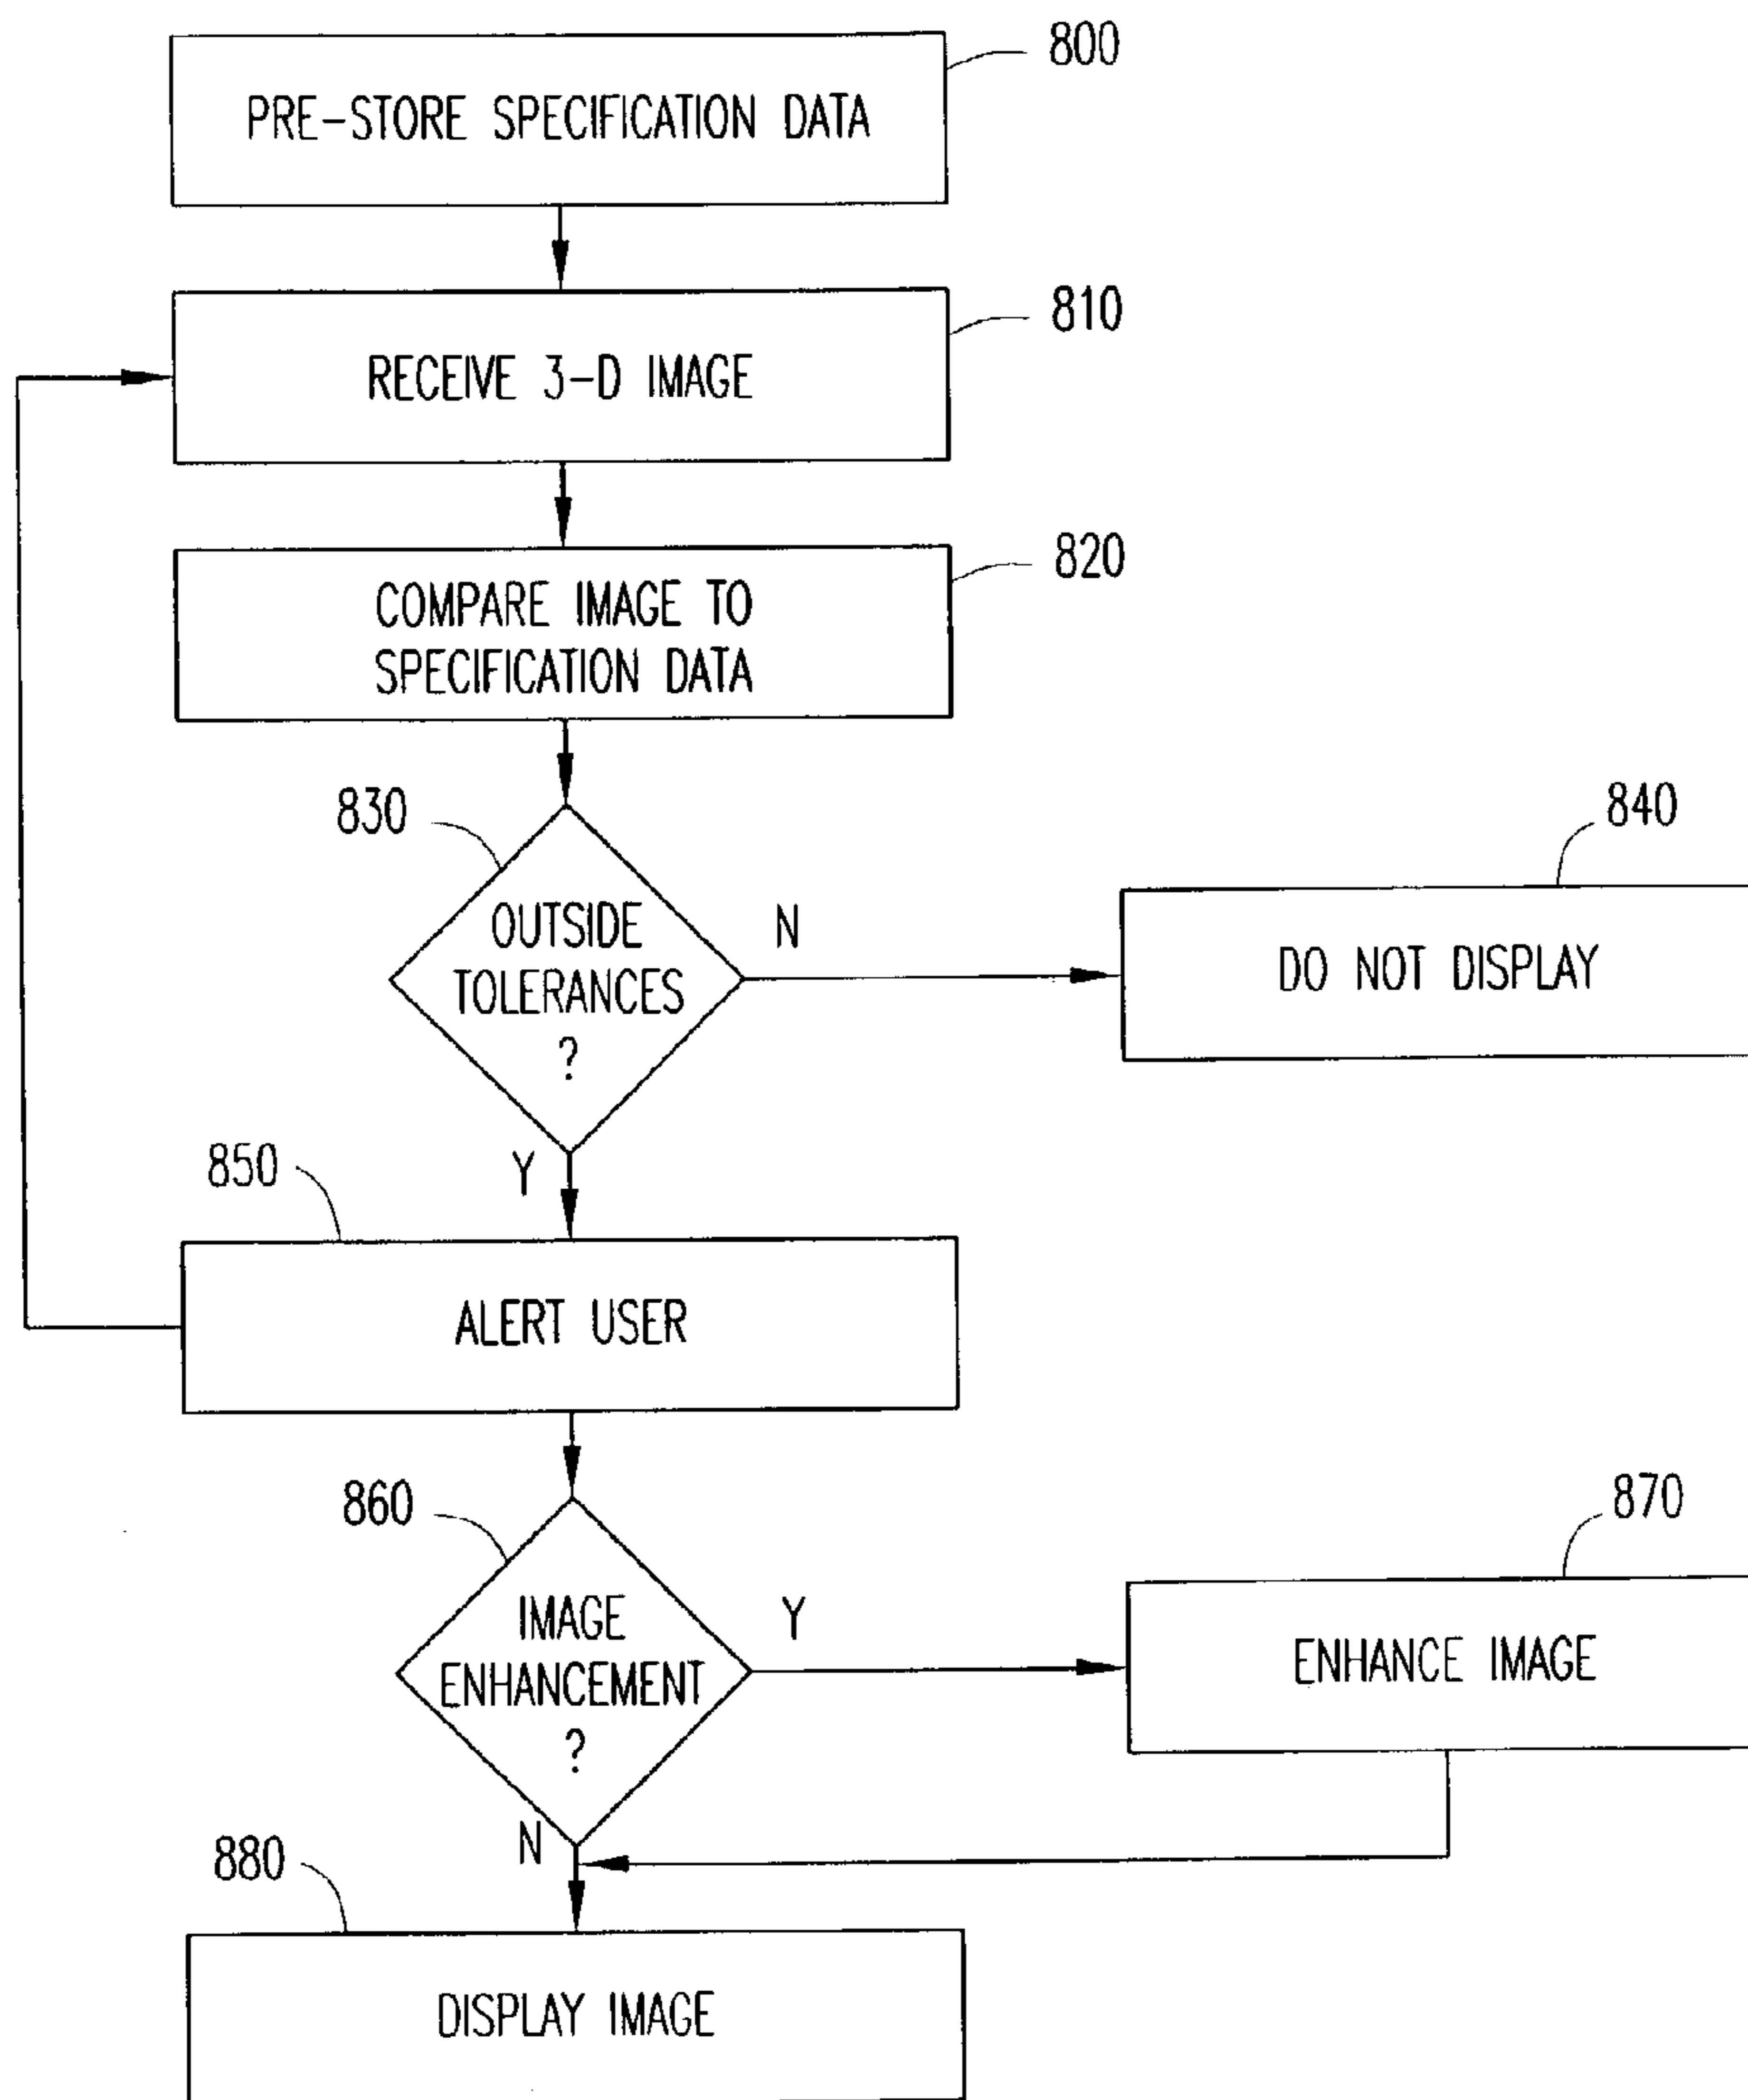 800
PRE-STORE SPECIFICATION DATA
810
RECEIVE 3-D IMAGE
820
COMPARE IMAGE TO
SPECIFICATION DATA
830
840
OUTSIDE
TOLERANCES
?
N
DO NOT DISPLAY
Y
850
ALERT USER
860
870
IMAGE
ENHANCEMENT
?
Y
ENHANCE IMAGE
N
880
DISPLAY IMAGE